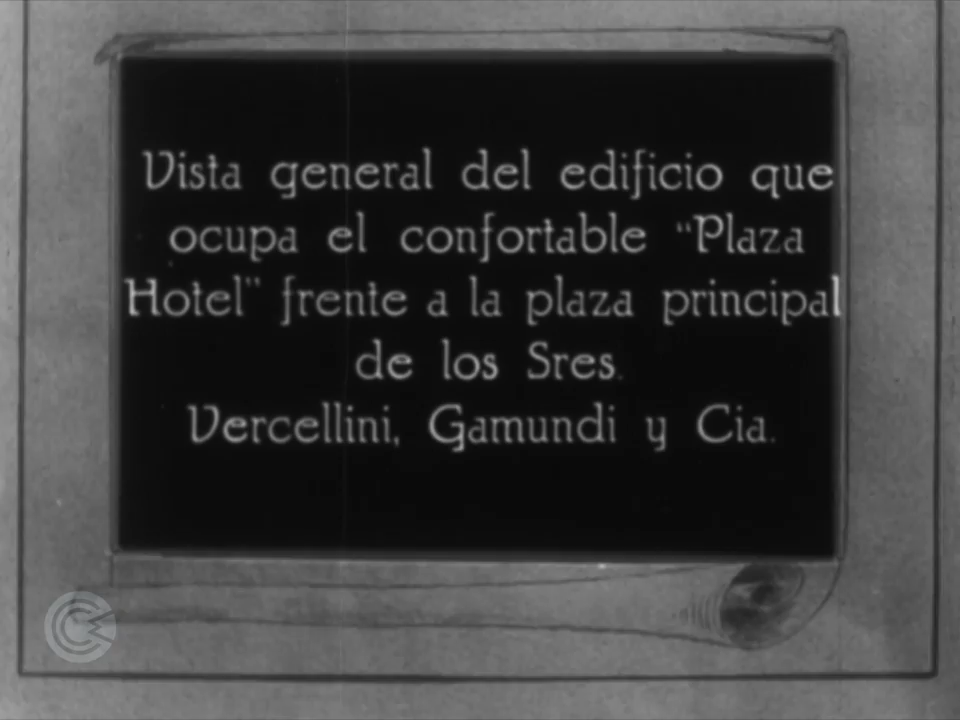 Vista general del edificio que
ocupa el confortable “Plaza
Hotel” frente a la plaza principal
de los Sres.
Vercellini, Gamundi y Cia.